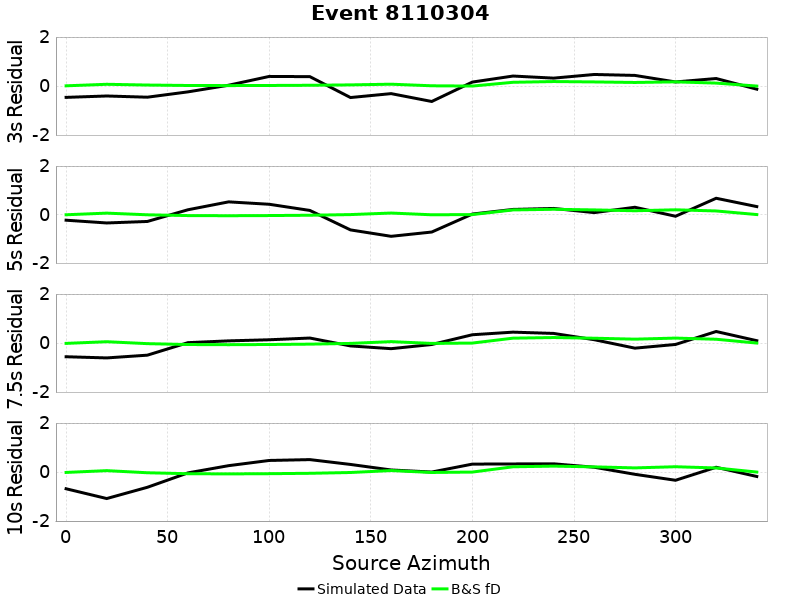 Event 8110304
3s Residual
2
0
-2
5s Residual
2
0
-2
7.5s Residual
2
0
-2
10s Residual
2
0
-2
0 50 100 150 200 250 300
Source Azimuth
Simulated Data B&S fD